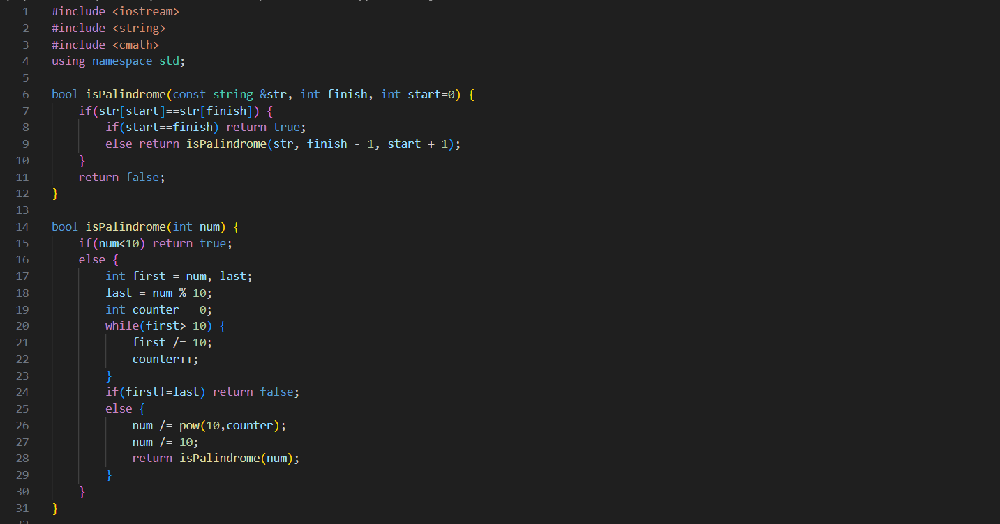 1 #include <iostream>
2 #include <string>
3 #include <cmath>
4 using namespace std;
5
6 bool isPalindrome(const string &str, int finish, int start=0) {
7     if(str[start]==str[finish]) {
8         if(start==finish) return true;
9         else return isPalindrome(str, finish - 1, start + 1);
10     }
11     return false;
12 }
13
14 bool isPalindrome(int num) {
15     if(num<10) return true;
16     else {
17         int first = num, last;
18         last = num % 10;
19         int counter = 0;
20         while(first>=10) {
21             first /= 10;
22             counter++;
23         }
24         if(first!=last) return false;
25         else {
26             num /= pow(10,counter);
27             num /= 10;
28             return isPalindrome(num);
29         }
30     }
31 }